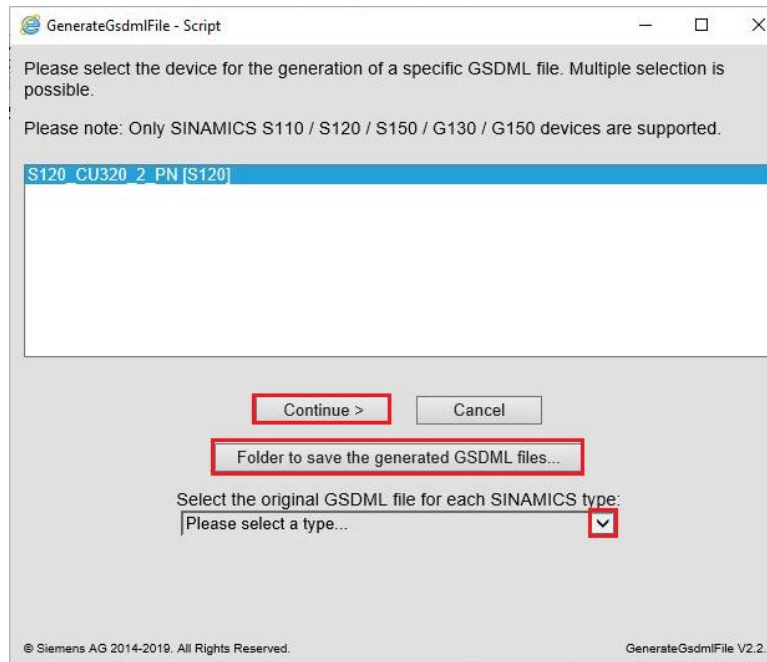 GenerateGsdmlFile - Script
Please select the device for the generation of a specific GSDML file. Multiple selection is
possible.
Please note: Only SINAMICS S110 / S120 / S150 / G130 / G150 devices are supported.
S120_CU320_2_PN [S120]
Continue >
Cancel
Folder to save the generated GSDML files...
Select the original GSDML file for each SINAMICS type:
Please select a type...
© Siemens AG 2014-2019. All Rights Reserved.
GenerateGsdmlFile V2.2.